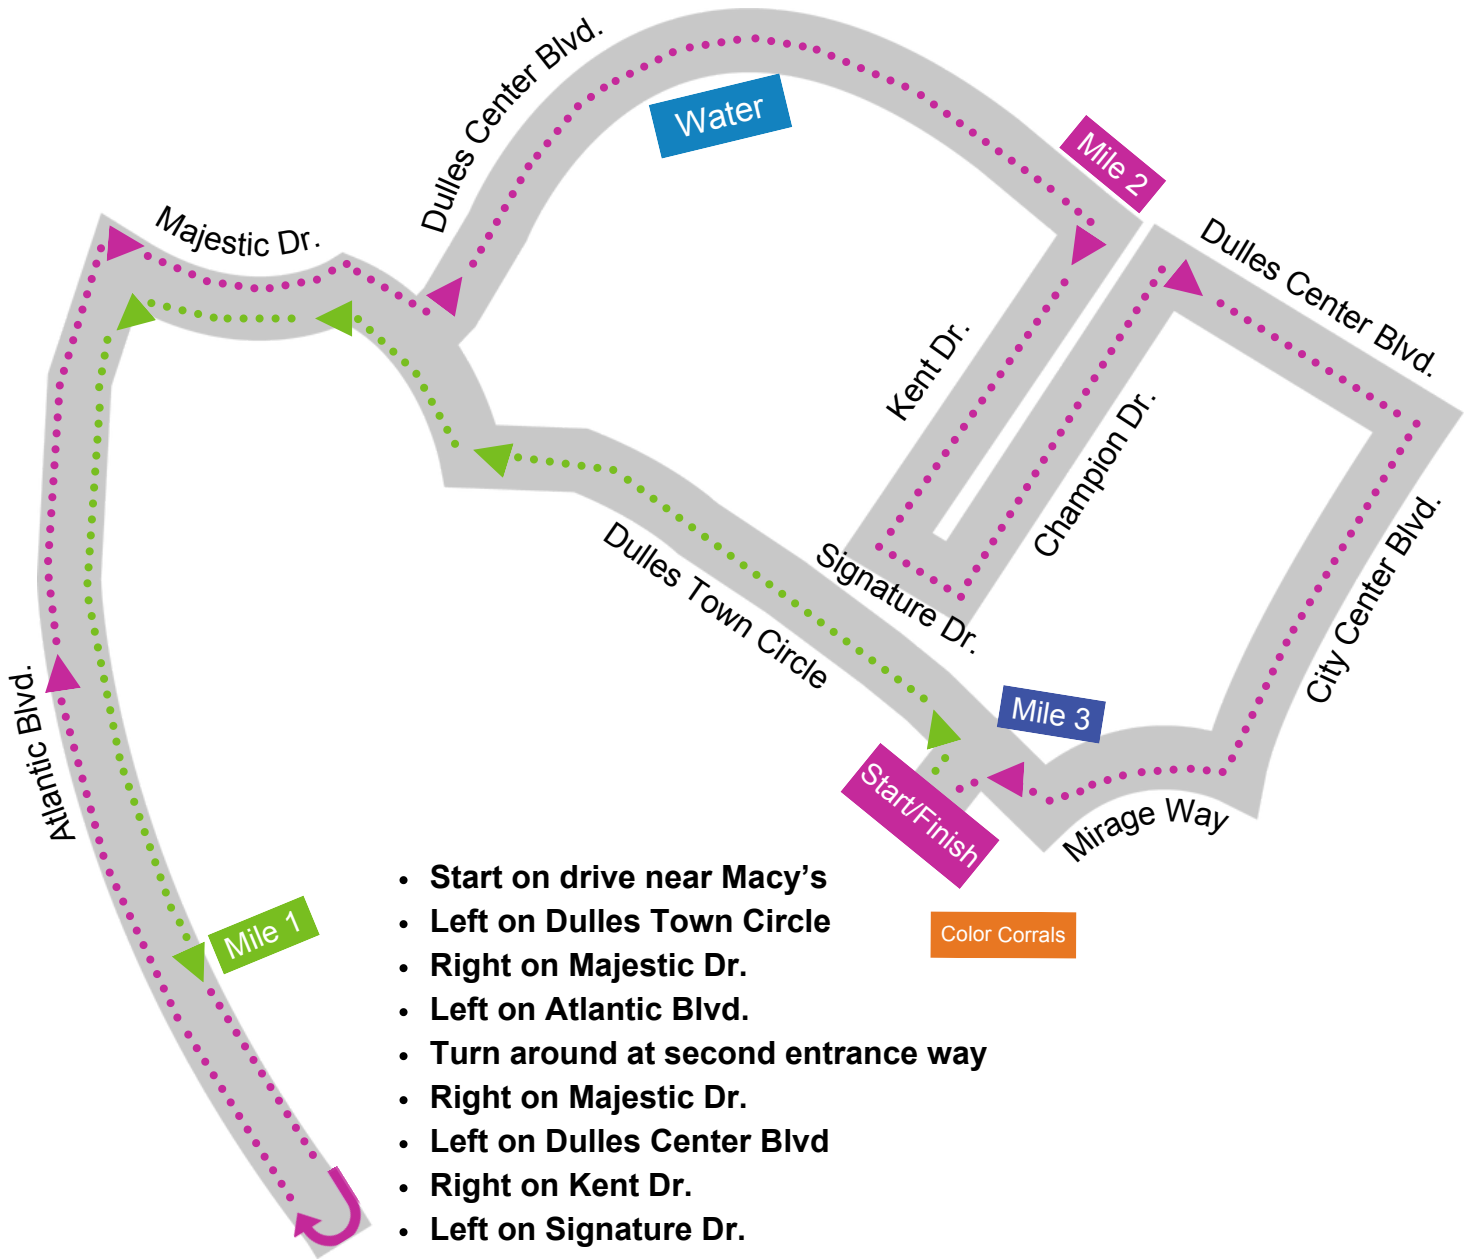 Dulles Center Blvd.
Water
Mile 2
Majestic Dr.
Dulles Center Blvd.
Kent Dr.
Champion Dr.
City Center Blvd.
Signature Dr.
Dulles Town Circle
Atlantic Blvd.
Mile 3
Start/Finish
Mirage Way
Mile 1
Color Corrals
• Start on drive near Macy’s
• Left on Dulles Town Circle
• Right on Majestic Dr.
• Left on Atlantic Blvd.
• Turn around at second entrance way
• Right on Majestic Dr.
• Left on Dulles Center Blvd
• Right on Kent Dr.
• Left on Signature Dr.